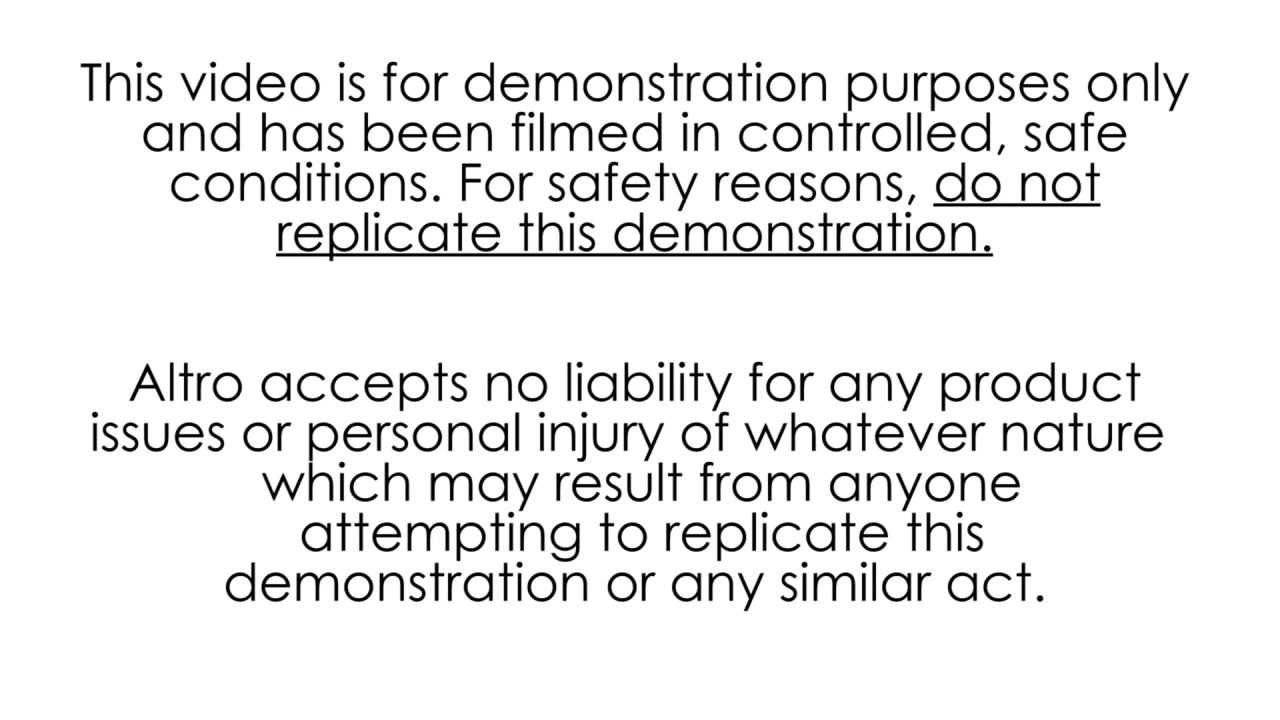 This video is for demonstration purposes only
and has been filmed in controlled, safe
conditions. For safety reasons, do not
replicate this demonstration.
Altro accepts no liability for any product
issues or personal injury of whatever nature
which may result from anyone
attempting to replicate this
demonstration or any similar act.